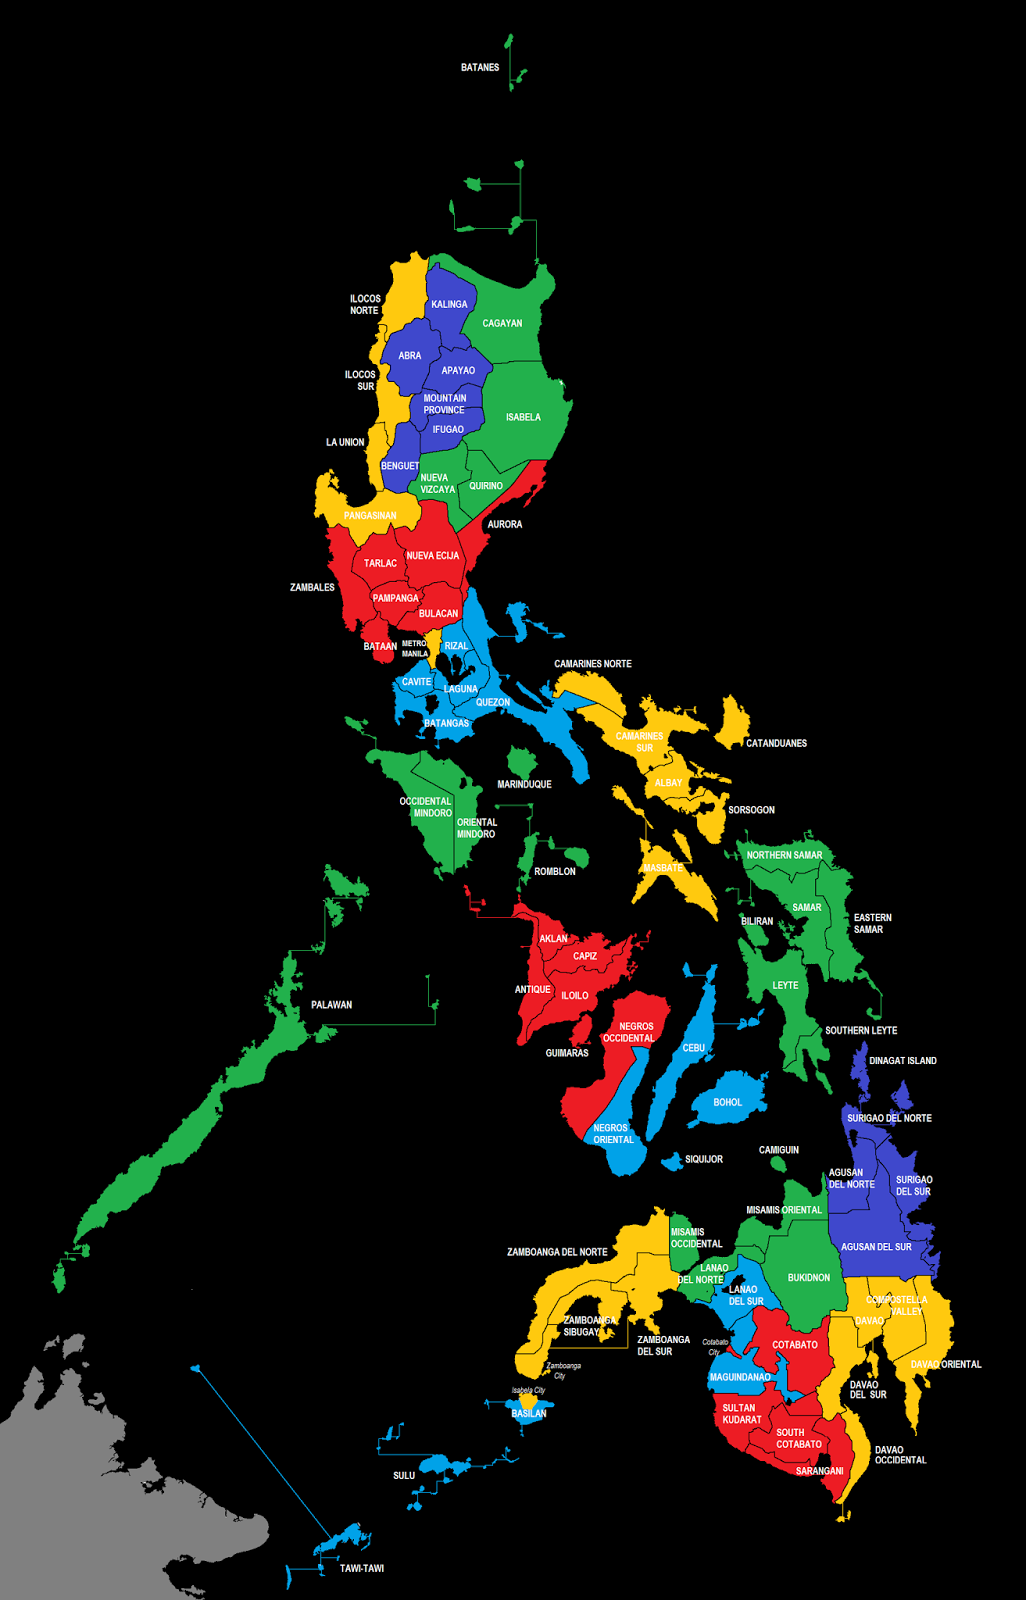 BATANES
ILOCOS
NORTE
KALINGA
CAGAYAN
ABRA
APAYAO
ILOCOS
SUR
MOUNTAIN
PROVINCE
ISABELA
IFUGAO
LA UNION
BENGUET
NUEVA
VIZCAYA
QUIRINO
PANGASINAN
AURORA
NUEVA ECIJA
TARLAC
ZAMBALES
PAMPANGA
BULACAN
BATAAN
METRO
MANILA
RIZAL
CAMARINES NORTE
CAVITE
LAGUNA
QUEZON
BATANGAS
CAMARINES
SUR
CATANDUANES
ALBAY
MARINDUQUE
OCCIDENTAL
MINDORO
ORIENTAL
MINDORO
SORSOGON
ROMBLON
MASBATE
NORTHERN SAMAR
SAMAR
EASTERN
SAMAR
BILIRAN
AKLAN
CAPIZ
ANTIQUE
ILOILO
LEYTE
PALAWAN
NEGROS
OCCIDENTAL
SOUTHERN LEYTE
GUIMARAS
CEBU
DINAGAT ISLAND
BOHOL
SURIGAO DEL NORTE
NEGROS
ORIENTAL
SIQUIJOR
CAMIGUIN
AGUSAN
DEL NORTE
SURIGAO
DEL SUR
MISAMIS ORIENTAL
MISAMIS
OCCIDENTAL
ZAMBOANGA DEL NORTE
AGUSAN DEL SUR
LANAO
DEL NORTE
BUKIDNON
LANAO
DEL SUR
COMPOSTELLA
VALLEY
ZAMBOANGA
SIBUGAY
DAVAO
ZAMBOANGA
DEL SUR
Cotabato
City
COTABATO
Zamboanga
City
DAVAO ORIENTAL
MAGUINDANAO
DAVAO
DEL SUR
Isabela City
BASILAN
SULTAN
KUDARAT
SOUTH
COTABATO
DAVAO
OCCIDENTAL
SARANGANI
SULU
TAWI-TAWI